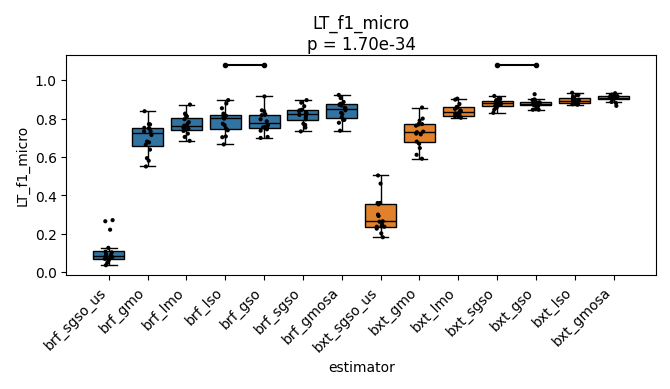 LT_f1_micro
p = 1.70e-34
LT_f1_micro
1.0
0.8
0.6
0.4
0.2
0.0
brf_sgso_us
brf_gmo
brf_lmo
brf_lso
brf_gso
brf_sgso
brf_gmosa
bxt_sgso_us
bxt_gmo
bxt_lmo
bxt_sgso
bxt_gso
bxt_lso
bxt_gmosa
estimator